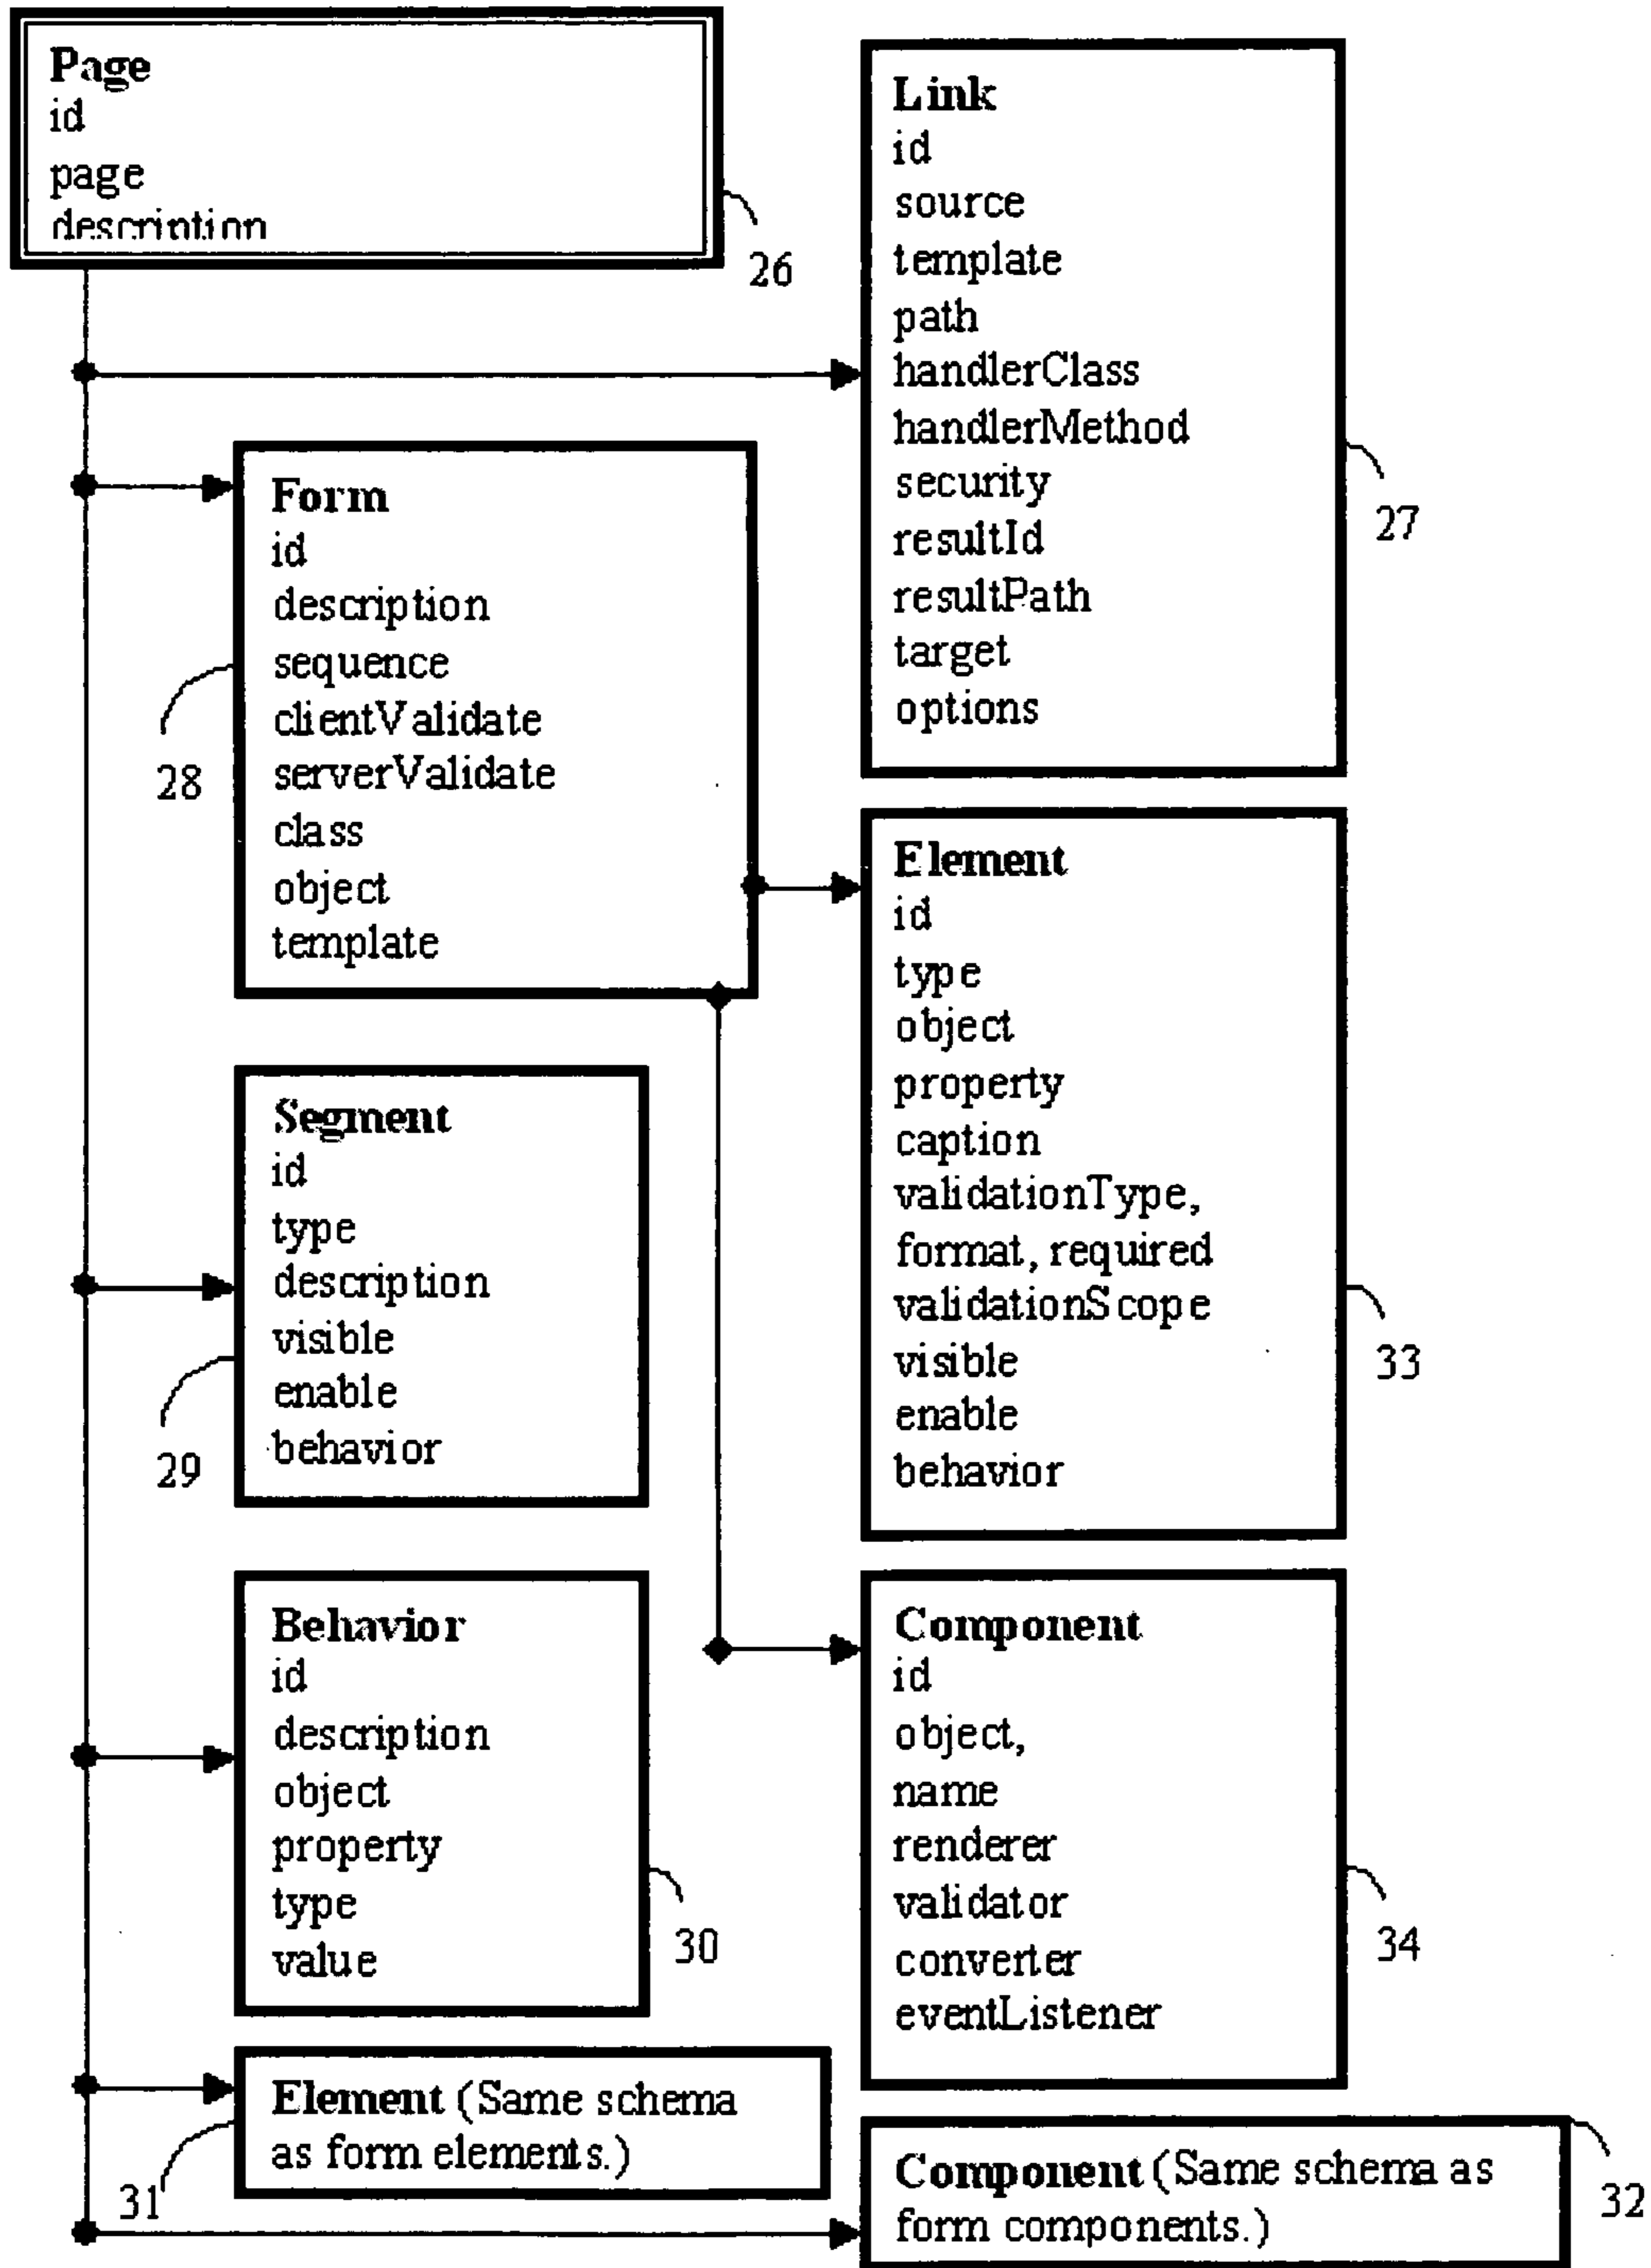 Page
id
page
description
26
Link
id
source
template
path
handlerClass
handlerMethod
security
resultId
resultPath
target
options
27
Form
id
description
sequence
clientValidate
serverValidate
class
object
template
28
Element
id
type
object
property
caption
validationType,
format, required
validationScope
visible
enable
behavior
33
Segment
id
type
description
visible
enable
behavior
29
Behavior
id
description
object
property
type
value
30
Component
id
object,
name
renderer
validator
converter
eventListener
34
Element (Same schema
as form elements.)
31
Component (Same schema as
form components.)
32